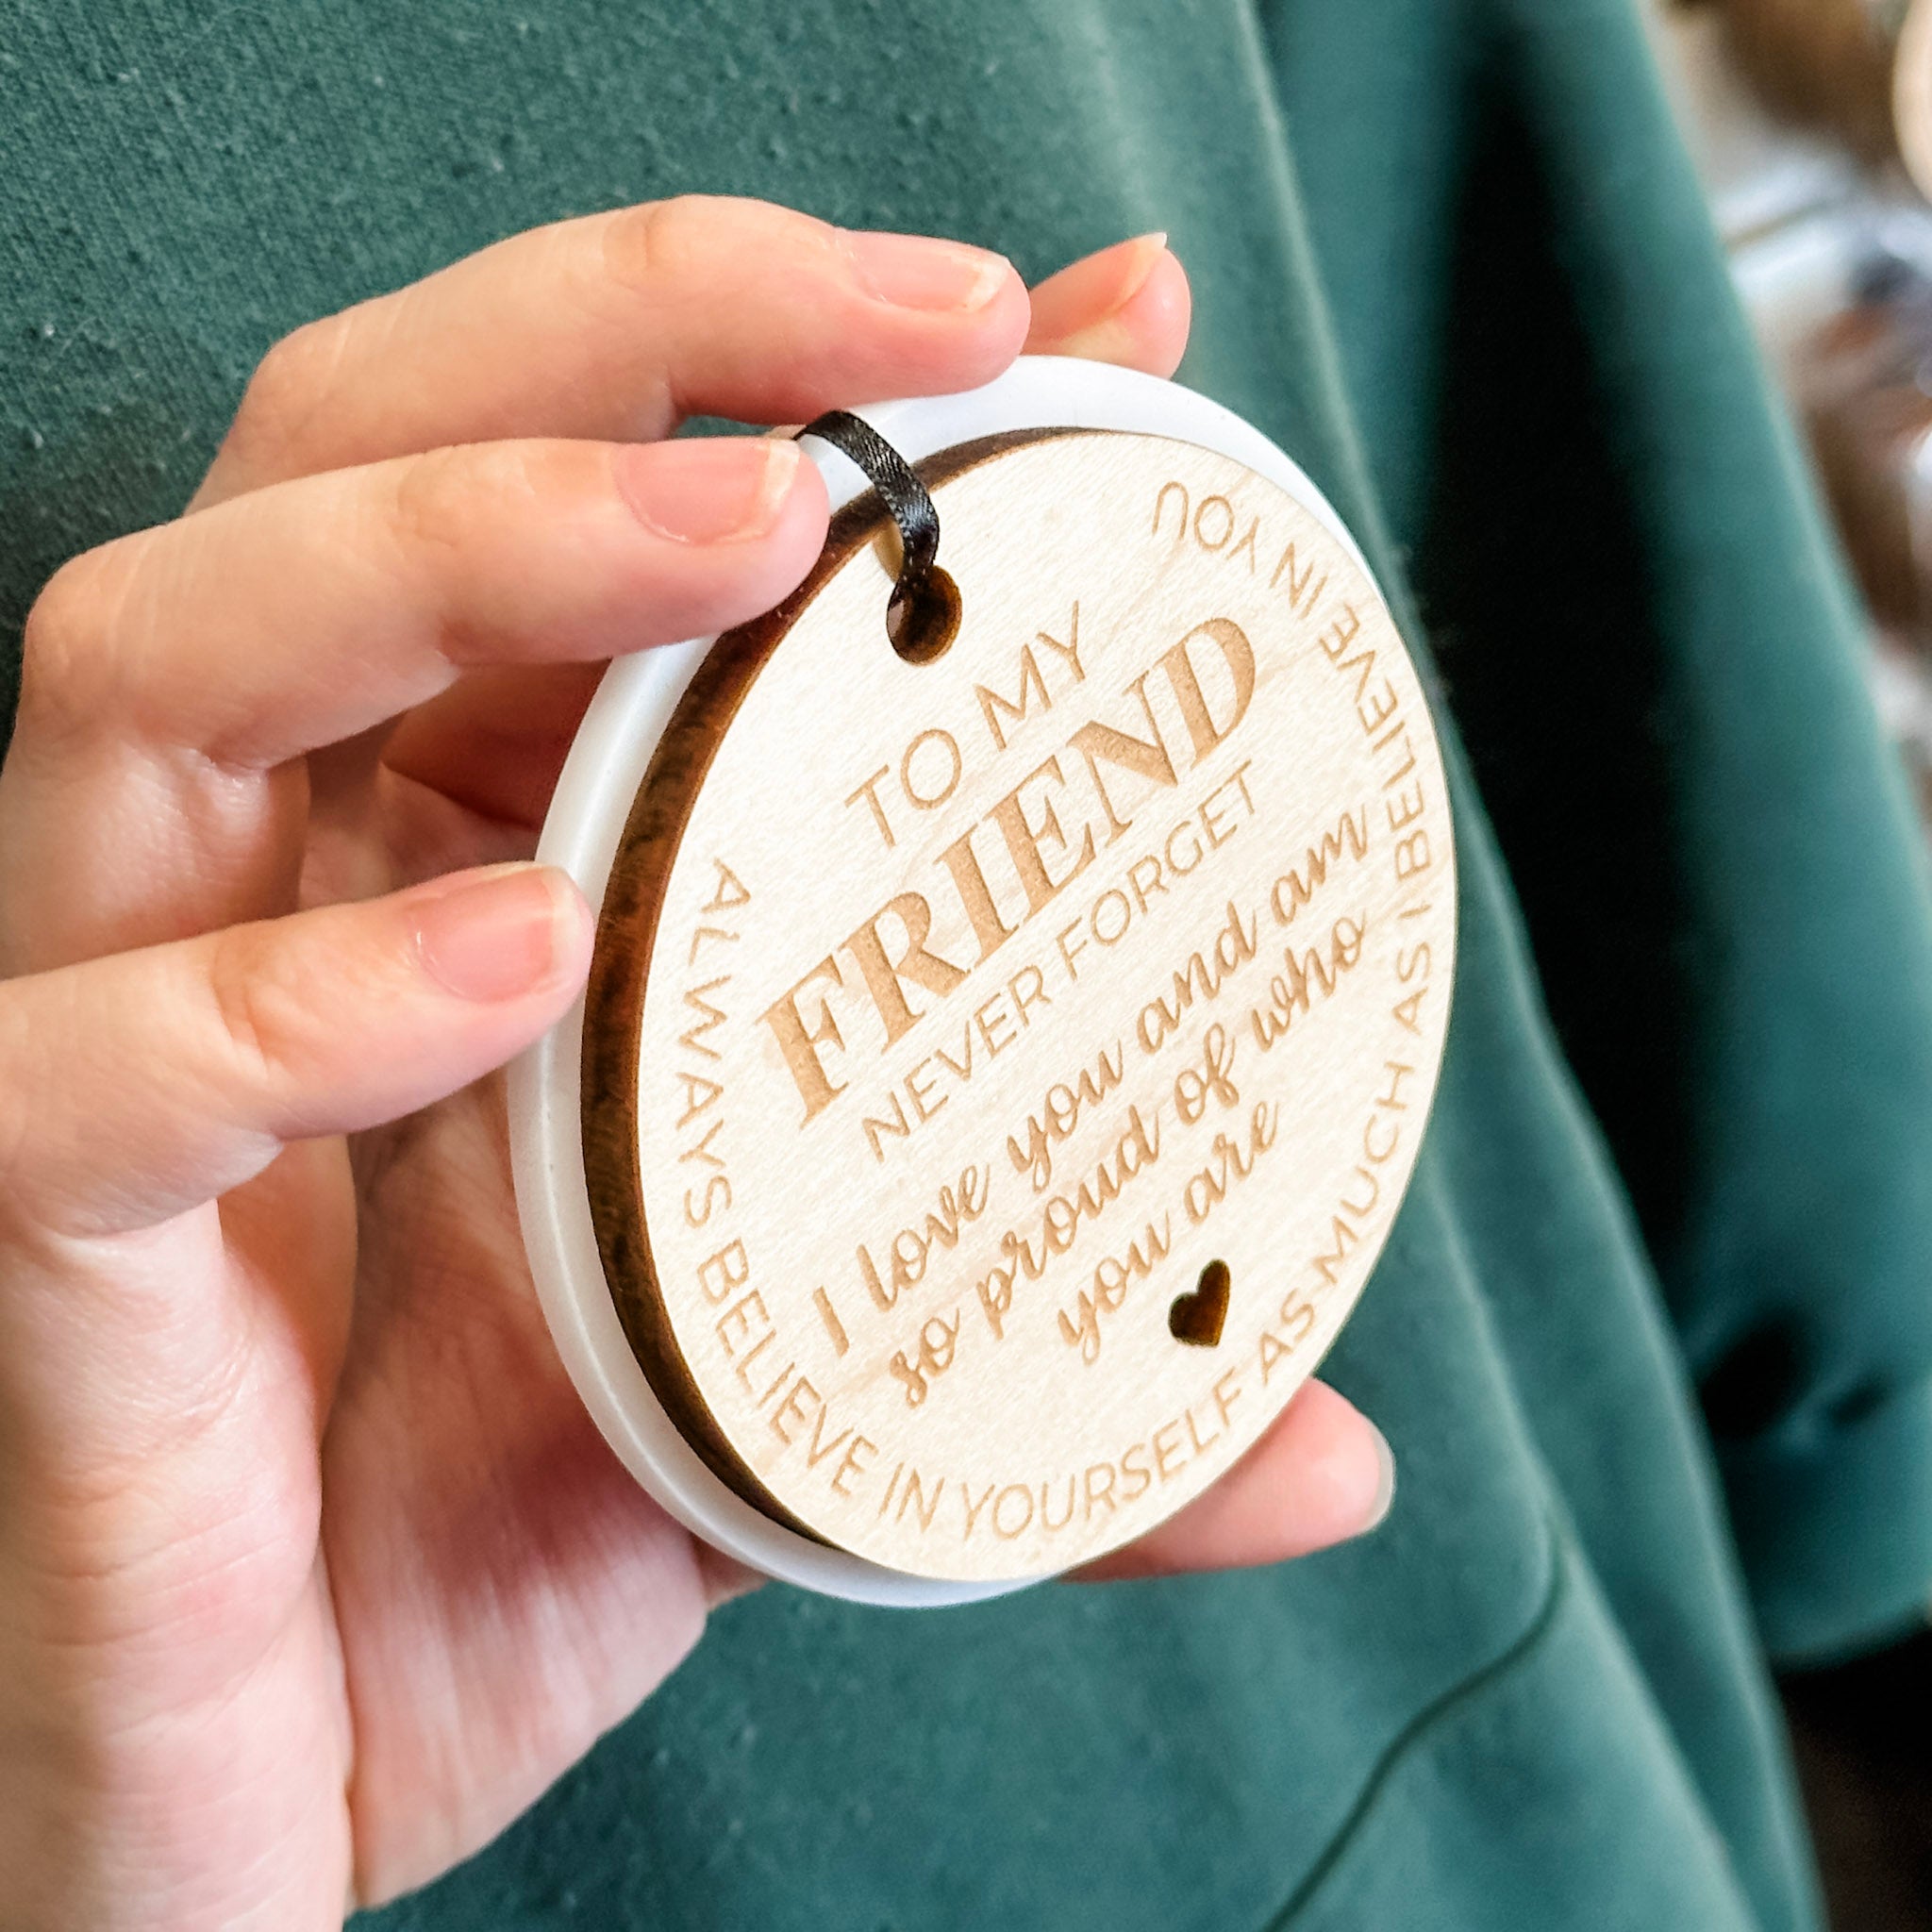 TO MY
FRIEND
NEVER FORGET
I love you and am
so proud of who
you are
ALWAYS BELIEVE IN YOURSELF AS MUCH AS I BELIEVE IN YOU